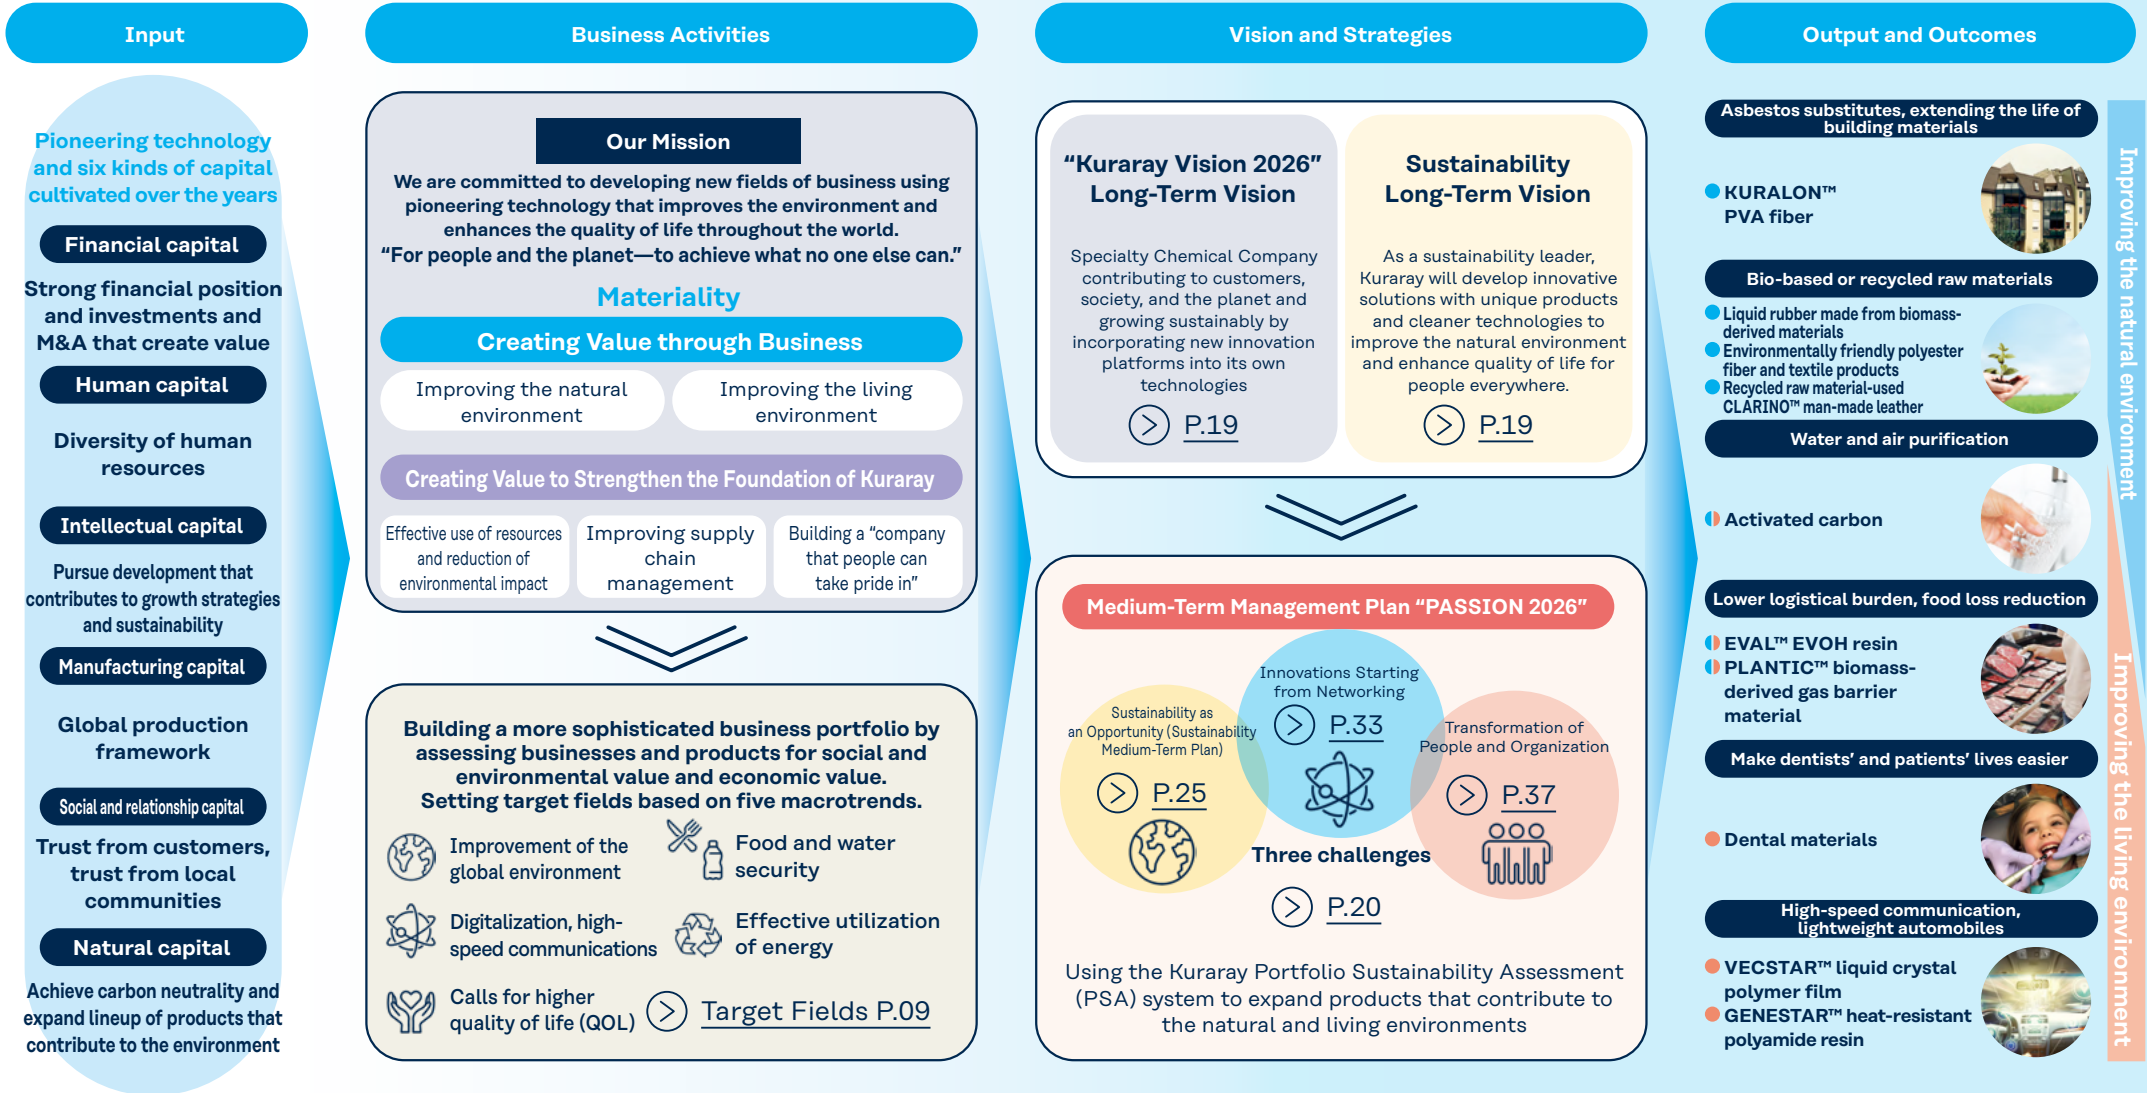 Input
Pioneering technology
and six kinds of capital
cultivated over the years
Financial capital
Strong financial position
and investments and
M&A that create value
Human capital
Diversity of human
resources
Intellectual capital
Pursue development that
contributes to growth strategies
and sustainability
Manufacturing capital
Global production
framework
Social and relationship capital
Trust from customers,
trust from local
communities
Natural capital
Achieve carbon neutrality and
expand lineup of products that
contribute to the environment
Business Activities
Our Mission
We are committed to developing new fields of business using
pioneering technology that improves the environment and
enhances the quality of life throughout the world.
“For people and the planet—to achieve what no one else can.”
Materiality
Creating Value through Business
Improving the natural
environment
Improving the living
environment
Creating Value to Strengthen the Foundation of Kuraray
Effective use of resources
and reduction of
environmental impact
Improving supply
chain
management
Building a “company
that people can
take pride in”
Building a more sophisticated business portfolio by
assessing businesses and products for social and
environmental value and economic value.
Setting target fields based on five macrotrends.
Improvement of the
global environment
Food and water
security
Digitalization, high-
speed communications
Effective utilization
of energy
Calls for higher
quality of life (QOL)
Target Fields P.09
Vision and Strategies
“Kuraray Vision 2026”
Long-Term Vision
Specialty Chemical Company
contributing to customers,
society, and the planet and
growing sustainably by
incorporating new innovation
platforms into its own
technologies
P.19
Sustainability
Long-Term Vision
As a sustainability leader,
Kuraray will develop innovative
solutions with unique products
and cleaner technologies to
improve the natural environment
and enhance quality of life for
people everywhere.
P.19
Medium-Term Management Plan “PASSION 2026”
Sustainability as
an Opportunity (Sustainability
Medium-Term Plan)
P.25
Innovations Starting
from Networking
P.33
Transformation of
People and Organization
P.37
Three challenges
P.20
Using the Kuraray Portfolio Sustainability Assessment
(PSA) system to expand products that contribute to
the natural and living environments
Output and Outcomes
Asbestos substitutes, extending the life of
building materials
KURALON™
PVA fiber
Bio-based or recycled raw materials
Liquid rubber made from biomass-
derived materials
Environmentally friendly polyester
fiber and textile products
Recycled raw material-used
CLARINO™ man-made leather
Water and air purification
Activated carbon
Lower logistical burden, food loss reduction
EVAL™ EVOH resin
PLANTIC™ biomass-
derived gas barrier
material
Make dentists’ and patients’ lives easier
Dental materials
High-speed communication,
lightweight automobiles
VECSTAR™ liquid crystal
polymer film
GENESTAR™ heat-resistant
polyamide resin
Improving the natural environment
Improving the living environment